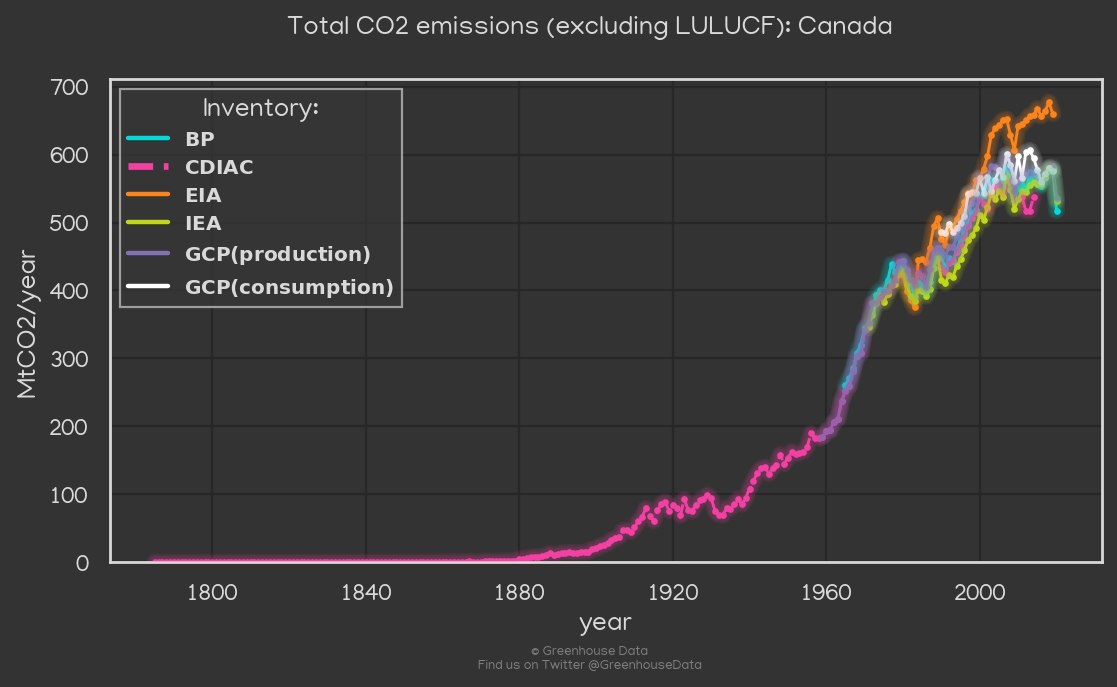 Total CO2 emissions (excluding LULUCF): Canada
MtCO2/year
700
600
500
400
300
200
100
0
Inventory:
BP
CDIAC
EIA
IEA
GCP(production)
GCP(consumption)
1800 1840 1880 1920 1960 2000
year
© Greenhouse Data
Find us on Twitter @GreenhouseData